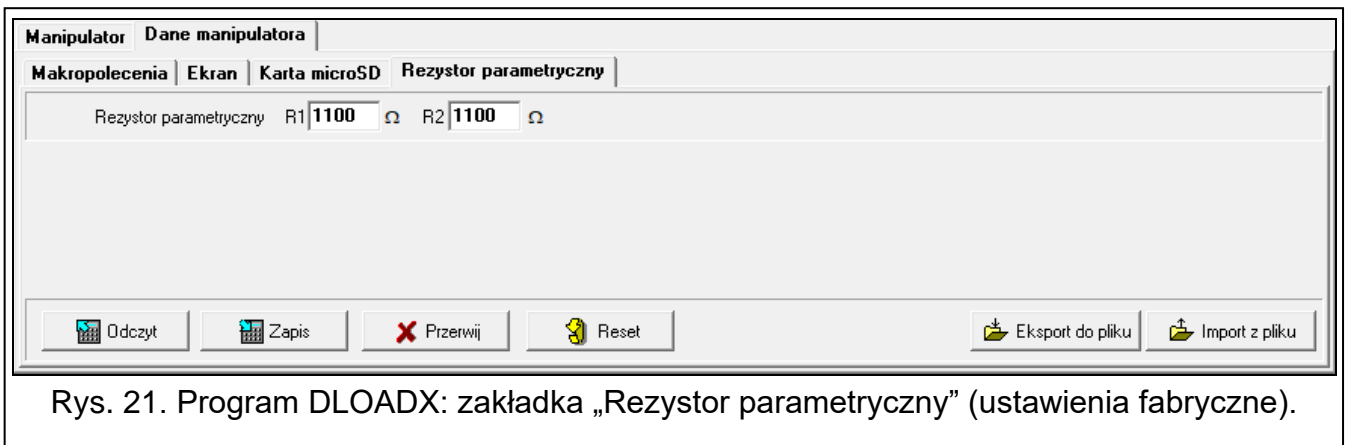 Manipulator Dane manipulatora
Makropolecenia Ekran Karta microSD Rezystor parametryczny
Rezystor parametryczny R1 1100 Ω R2 1100 Ω
Odczyt Zapis Przerwij Reset Eksport do pliku Import z pliku
Rys. 21. Program DLOADX: zakładka „Rezystor parametryczny” (ustawienia fabryczne).